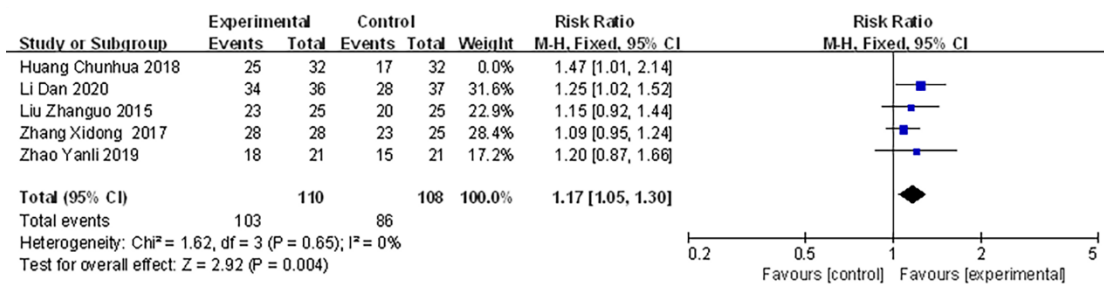 Experimental Control Risk Ratio Risk Ratio
Study or Subgroup Events Total Events Total Weight M-H, Fixed, 95% CI M-H, Fixed, 95% CI
Huang Chunhua 2018 25 32 17 32 0.0% 1.47 [1.01, 2.14]
Li Dan 2020 34 36 28 37 31.6% 1.25 [1.02, 1.52]
Liu Zhanguo 2015 23 25 20 25 22.9% 1.15 [0.92, 1.44]
Zhang Xidong 2017 28 28 23 25 28.4% 1.09 [0.95, 1.24]
Zhao Yanli 2019 18 21 15 21 17.2% 1.20 [0.87, 1.66]
Total (95% CI) 110 108 100.0% 1.17 [1.05, 1.30]
Total events 103 86
Heterogeneity: Chi² = 1.62, df = 3 (P = 0.65); I² = 0%
Test for overall effect: Z = 2.92 (P = 0.004)
0.2 0.5 1 2 5
Favours [control] Favours [experimental]